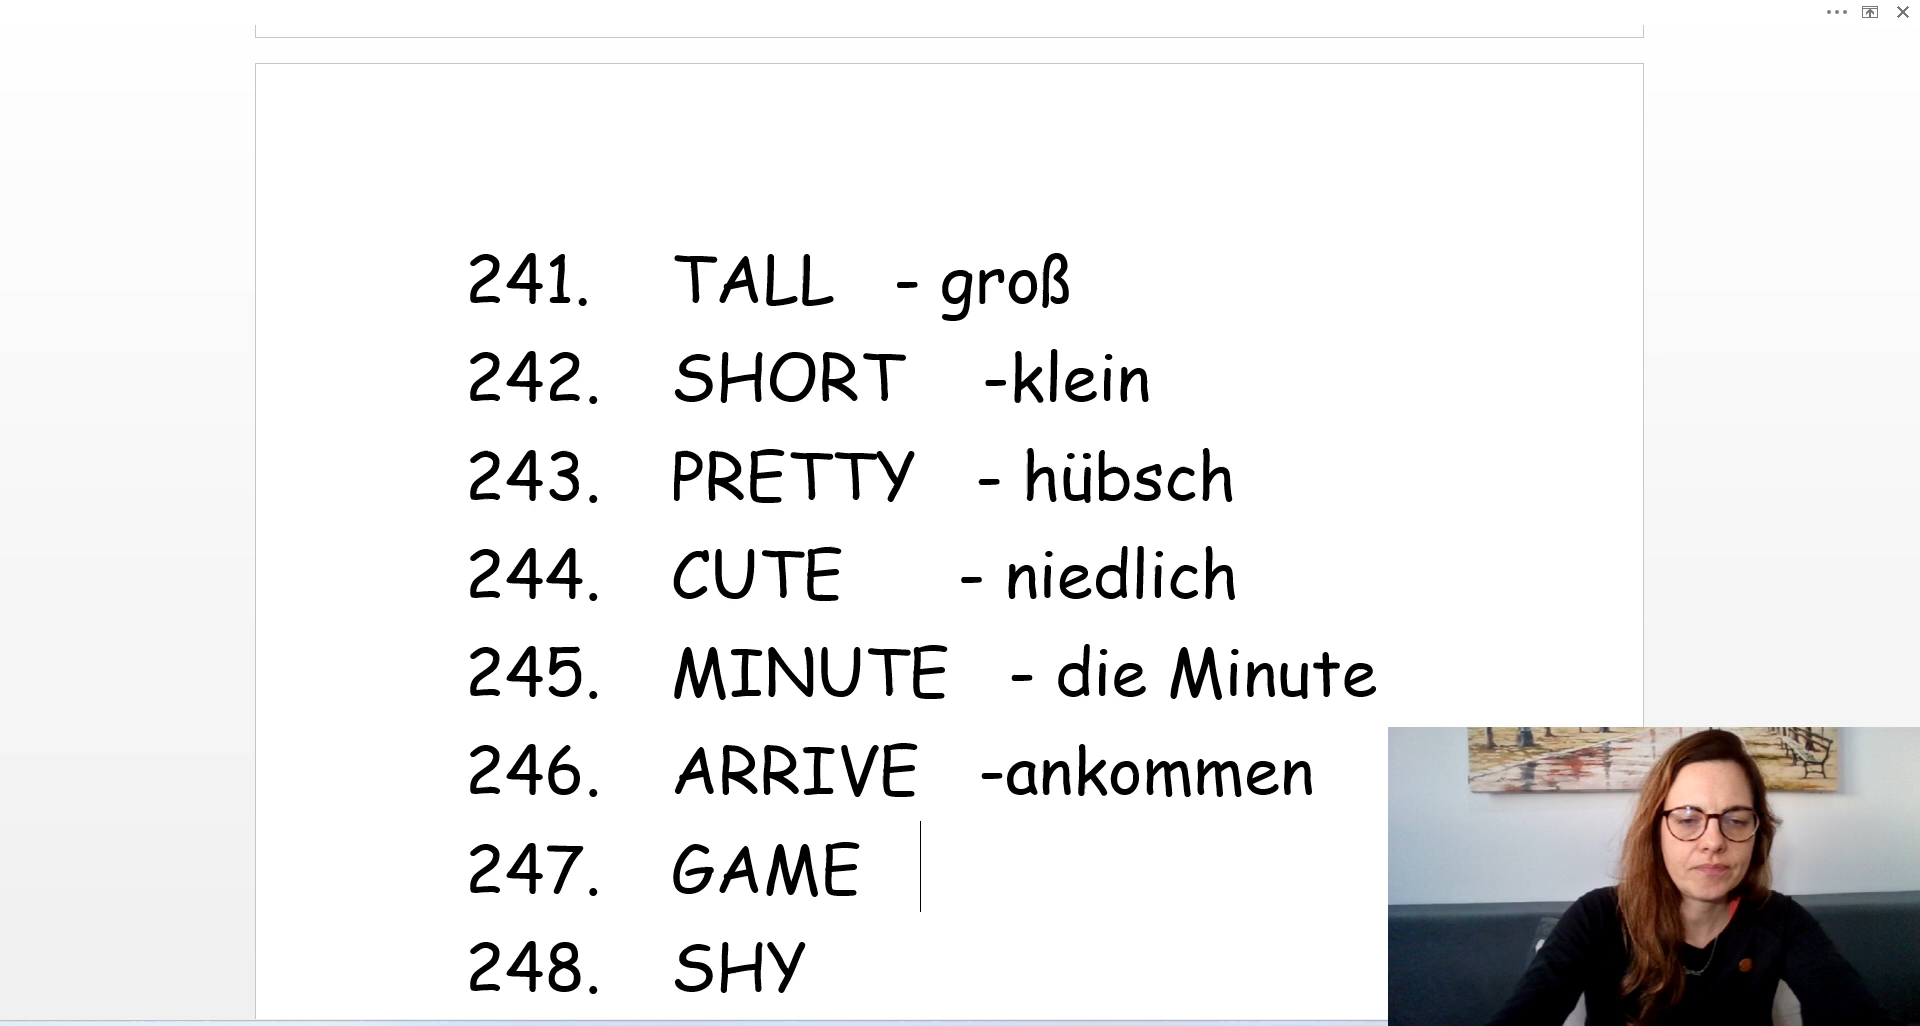 241. TALL - groß
242. SHORT -klein
243. PRETTY - hübsch
244. CUTE - niedlich
245. MINUTE - die Minute
246. ARRIVE -ankommen
247. GAME
248. SHY